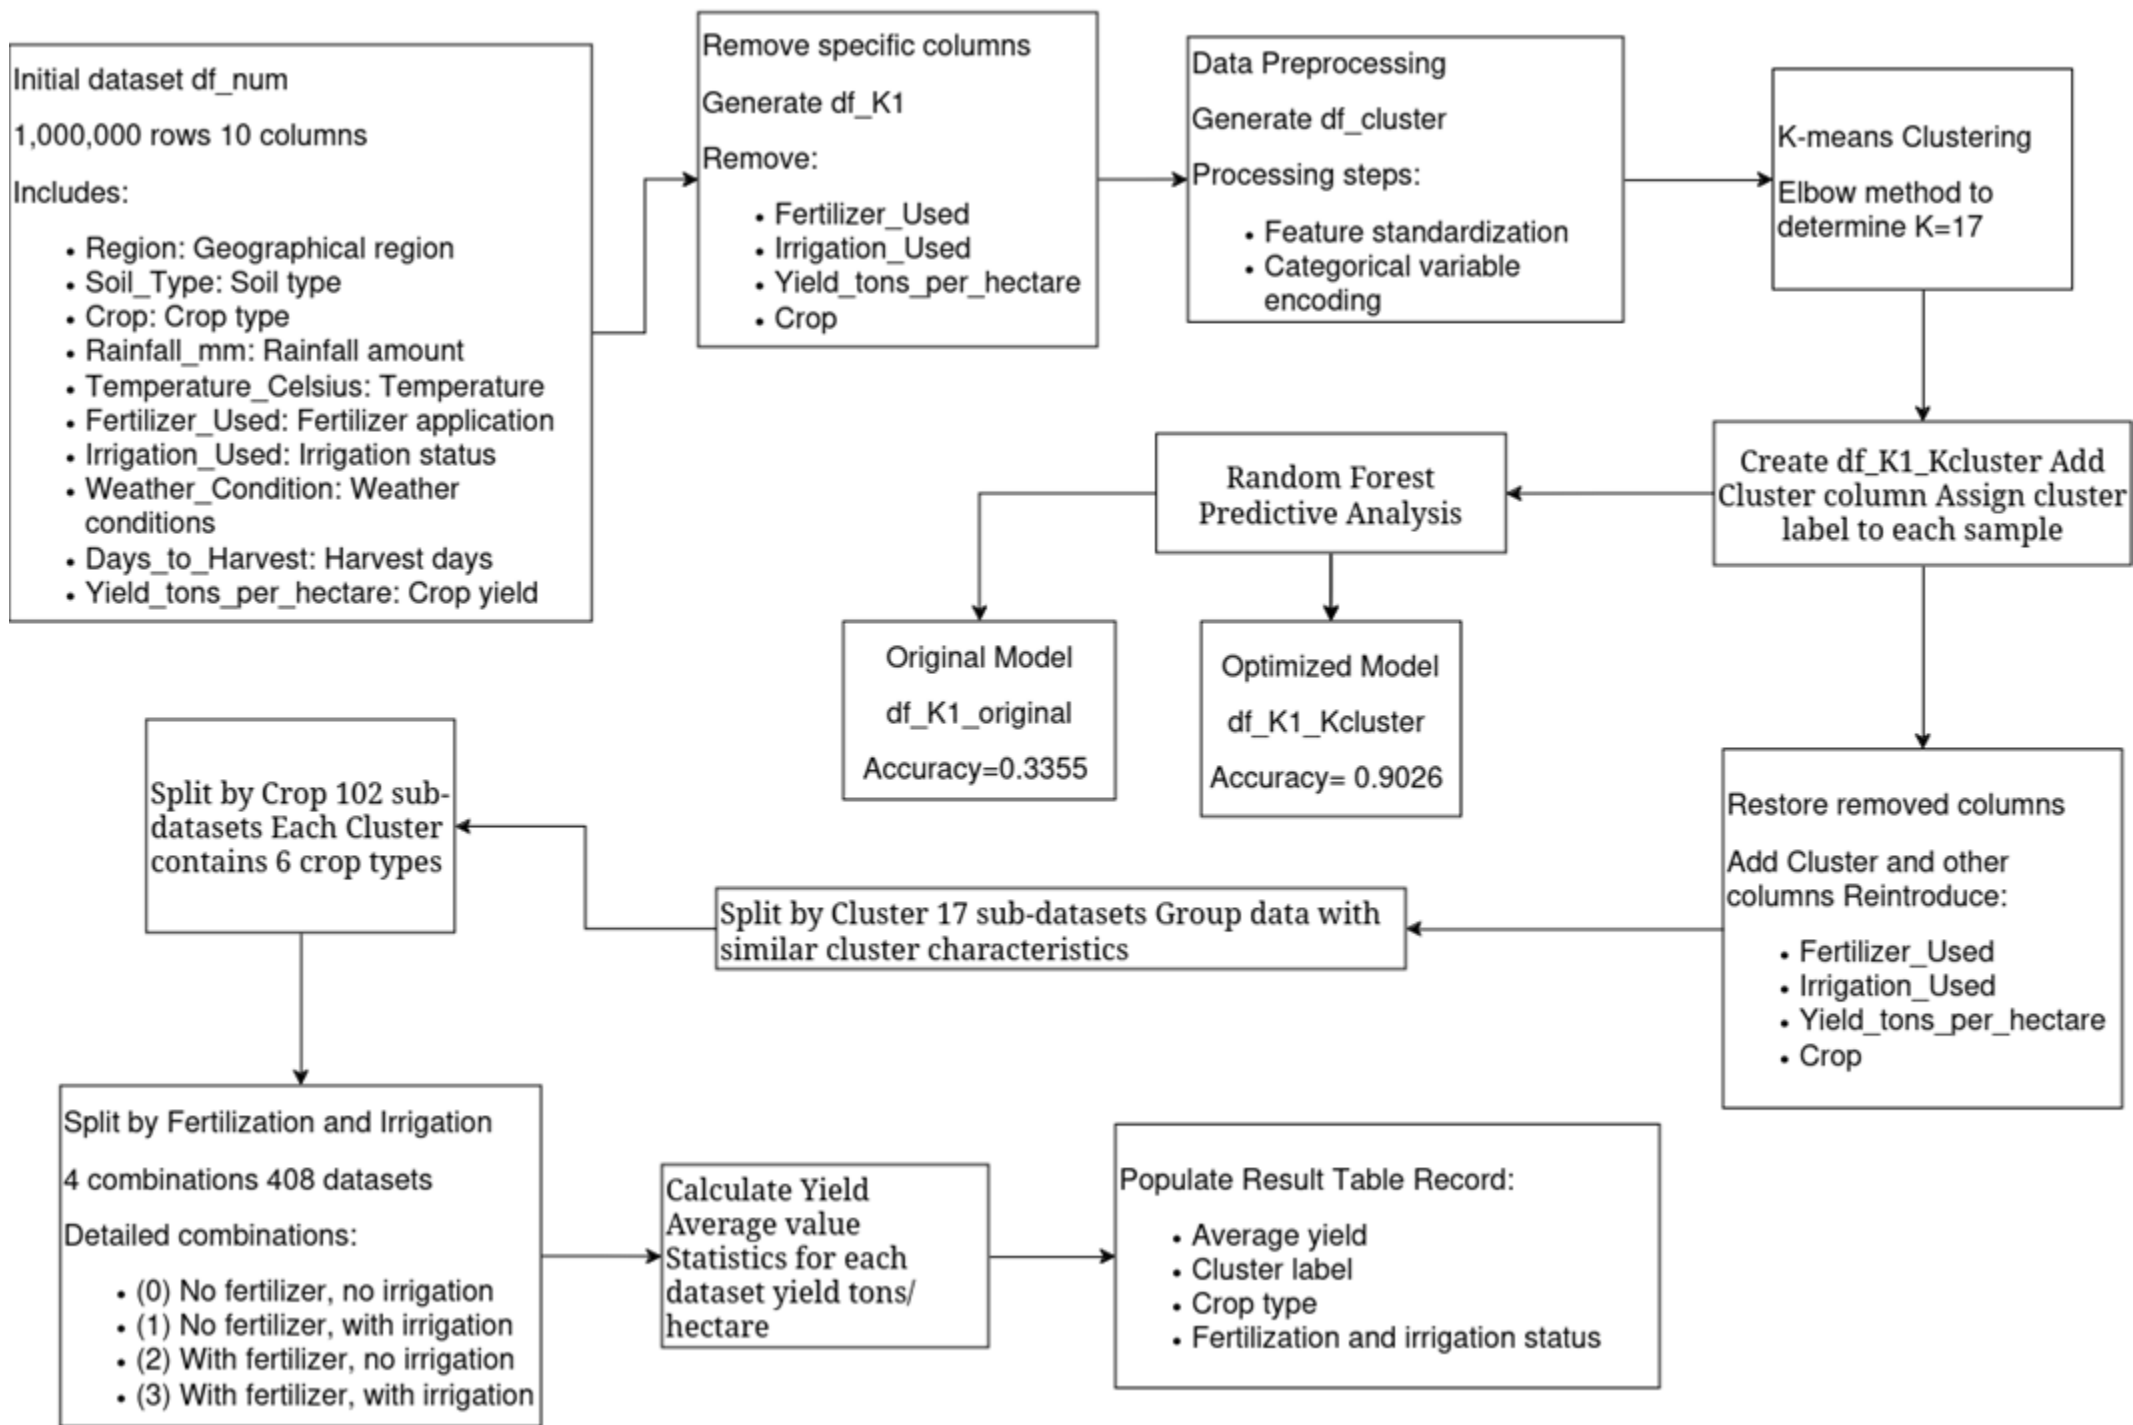 Initial dataset df_num
1,000,000 rows 10 columns
Includes:
• Region: Geographical region
• Soil_Type: Soil type
• Crop: Crop type
• Rainfall_mm: Rainfall amount
• Temperature_Celsius: Temperature
• Fertilizer_Used: Fertilizer application
• Irrigation_Used: Irrigation status
• Weather_Condition: Weather
conditions
• Days_to_Harvest: Harvest days
• Yield_tons_per_hectare: Crop yield
Remove specific columns
Generate df_K1
Remove:
• Fertilizer_Used
• Irrigation_Used
• Yield_tons_per_hectare
• Crop
Data Preprocessing
Generate df_cluster
Processing steps:
• Feature standardization
• Categorical variable
encoding
K-means Clustering
Elbow method to
determine K=17
Create df_K1_Kcluster Add
Cluster column Assign cluster
label to each sample
Random Forest
Predictive Analysis
Original Model
df_K1_original
Accuracy=0.3355
Optimized Model
df_K1_Kcluster
Accuracy= 0.9026
Restore removed columns
Add Cluster and other
columns Reintroduce:
• Fertilizer_Used
• Irrigation_Used
• Yield_tons_per_hectare
• Crop
Split by Cluster 17 sub-datasets Group data with
similar cluster characteristics
Split by Crop 102 sub-
datasets Each Cluster
contains 6 crop types
Split by Fertilization and Irrigation
4 combinations 408 datasets
Detailed combinations:
• (0) No fertilizer, no irrigation
• (1) No fertilizer, with irrigation
• (2) With fertilizer, no irrigation
• (3) With fertilizer, with irrigation
Calculate Yield
Average value
Statistics for each
dataset yield tons/
hectare
Populate Result Table Record:
• Average yield
• Cluster label
• Crop type
• Fertilization and irrigation status